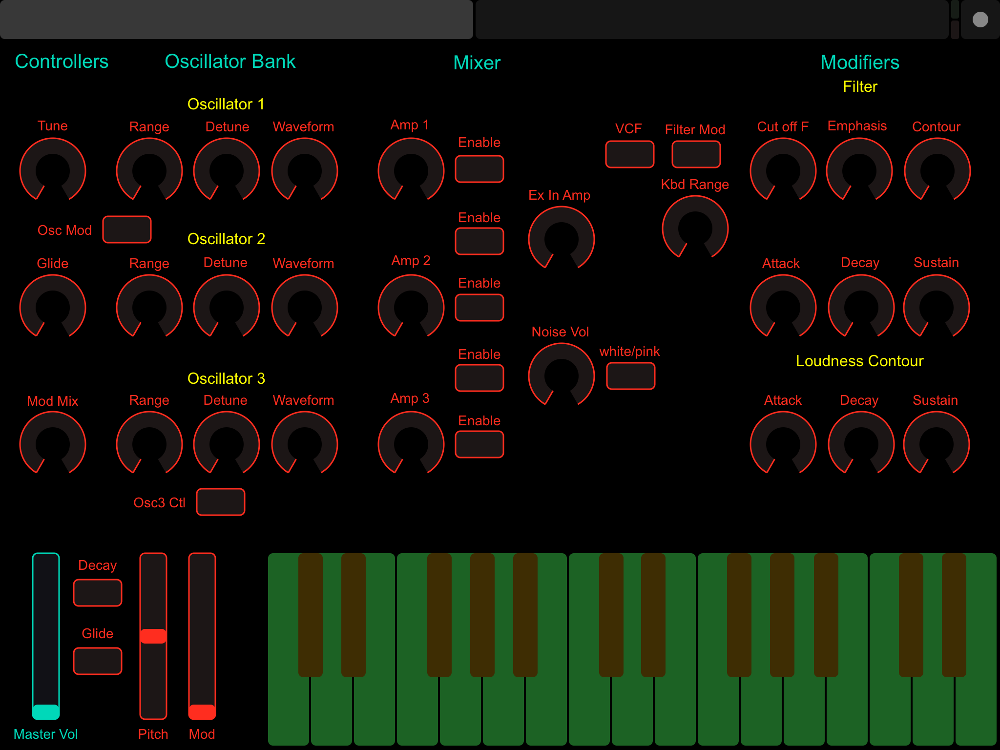 Controllers
Oscillator Bank
Mixer
Modifiers
Filter
Oscillator 1
Tune
Range
Detune
Waveform
Amp 1
Enable
VCF
Filter Mod
Cut off F
Emphasis
Contour
Kbd Range
Ex In Amp
Enable
Osc Mod
Oscillator 2
Glide
Range
Detune
Waveform
Amp 2
Enable
Attack
Decay
Sustain
Noise Vol
white/pink
Enable
Loudness Contour
Oscillator 3
Mod Mix
Range
Detune
Waveform
Amp 3
Enable
Attack
Decay
Sustain
Osc3 Ctl
Decay
Glide
Master Vol
Pitch
Mod